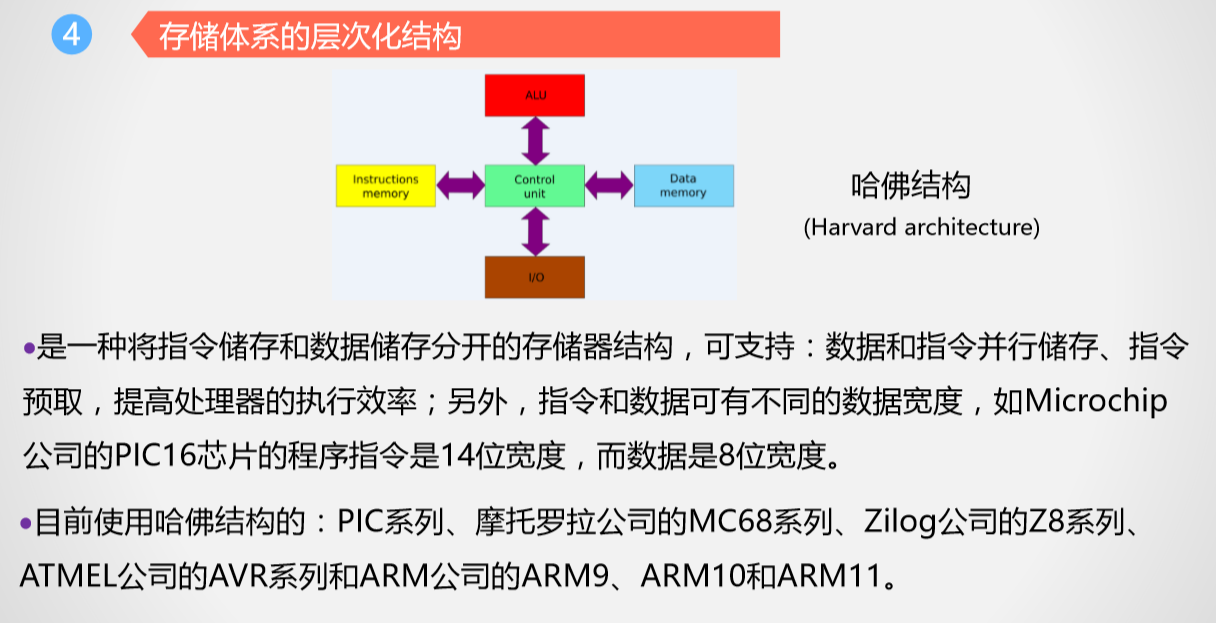 4 存储体系的层次化结构
ALU
Instructions memory
Control unit
Data memory
I/O
哈佛结构
(Harvard architecture)
•是一种将指令储存和数据储存分开的存储器结构，可支持：数据和指令并行储存、指令
预取，提高处理器的执行效率；另外，指令和数据可有不同的数据宽度，如Microchip
公司的PIC16芯片的程序指令是14位宽度，而数据是8位宽度。
•目前使用哈佛结构的：PIC系列、摩托罗拉公司的MC68系列、Zilog公司的Z8系列、
ATMEL公司的AVR系列和ARM公司的ARM9、ARM10和ARM11。